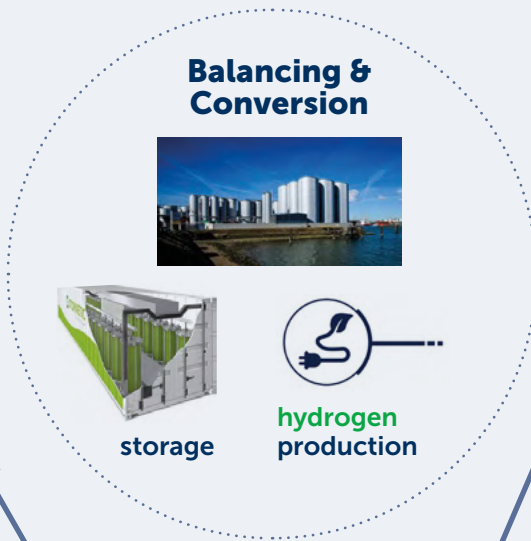 Balancing &
Conversion
storage
hydrogen
production